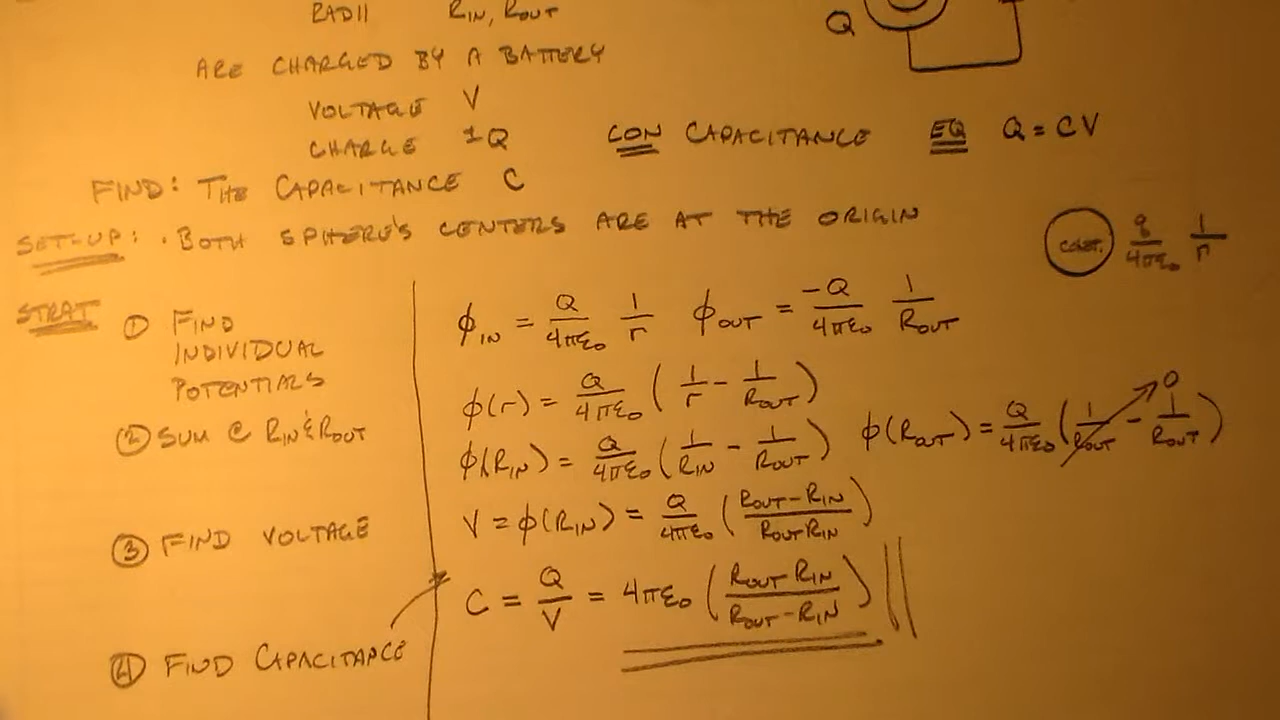 RADII RIN, ROUT
Q
ARE CHARGED BY A BATTERY
VOLTAGE V
CHARGE ±Q CON CAPACITANCE EQ Q = CV
FIND: THE CAPACITANCE C
SET-UP: · BOTH SPHERE'S CENTERS ARE AT THE ORIGIN
CONST. q/4πε₀ 1/r
STRAT ① FIND INDIVIDUAL POTENTIALS
ϕIN = Q/4πε₀ 1/r ϕOUT = -Q/4πε₀ 1/ROUT
ϕ(r) = Q/4πε₀ (1/r - 1/ROUT)
② SUM @ RIN & ROUT
ϕ(RIN) = Q/4πε₀ (1/RIN - 1/ROUT) ϕ(ROUT) = Q/4πε₀ (1/ROUT - 1/ROUT) 0
③ FIND VOLTAGE
V = ϕ(RIN) = Q/4πε₀ (ROUT - RIN/ROUT RIN)
C = Q/V = 4πε₀ (ROUT RIN/ROUT - RIN)
④ FIND CAPACITANCE